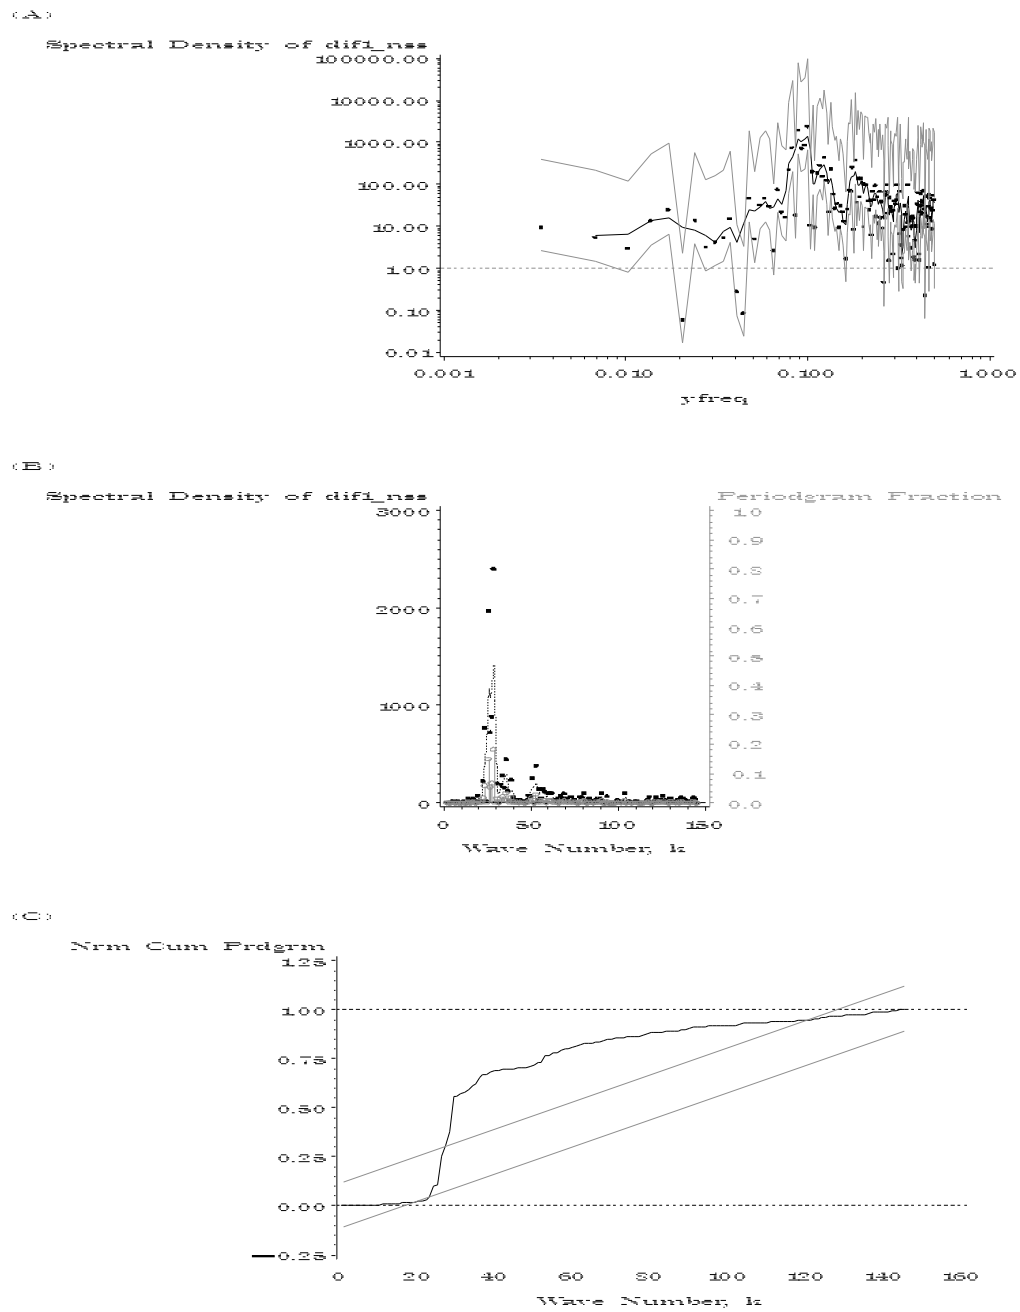 (A)
Spectral Density of dif1_nss
100000.00
10000.00
1000.00
100.00
10.00
1.00
0.10
0.01
0.001 0.010 0.100 1.000
yfreq
(B)
Spectral Density of dif1_nss Periodgram Fraction
3000
2000
1000
0
1.0
0.9
0.8
0.7
0.6
0.5
0.4
0.3
0.2
0.1
0.0
0 50 100 150
Wave Number, k
(C)
Nrm Cum Prdgrm
1.25
1.00
0.75
0.50
0.25
0.00
-0.25
0 20 40 60 80 100 120 140 160
Wave Number, k